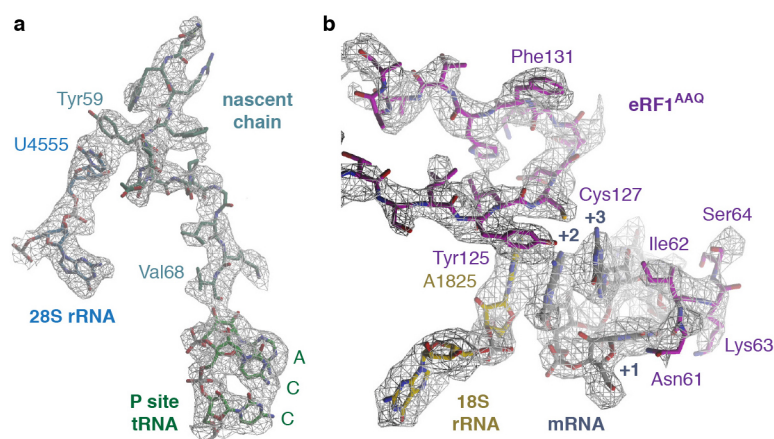 a
Tyr59
nascent
chain
U4555
Val68
28S rRNA
A
C
C
P site
tRNA
b
Phe131
eRF1AAQ
Cys127
+3
+2
Ser64
Ile62
Tyr125
A1825
Lys63
+1
Asn61
18S
rRNA
mRNA